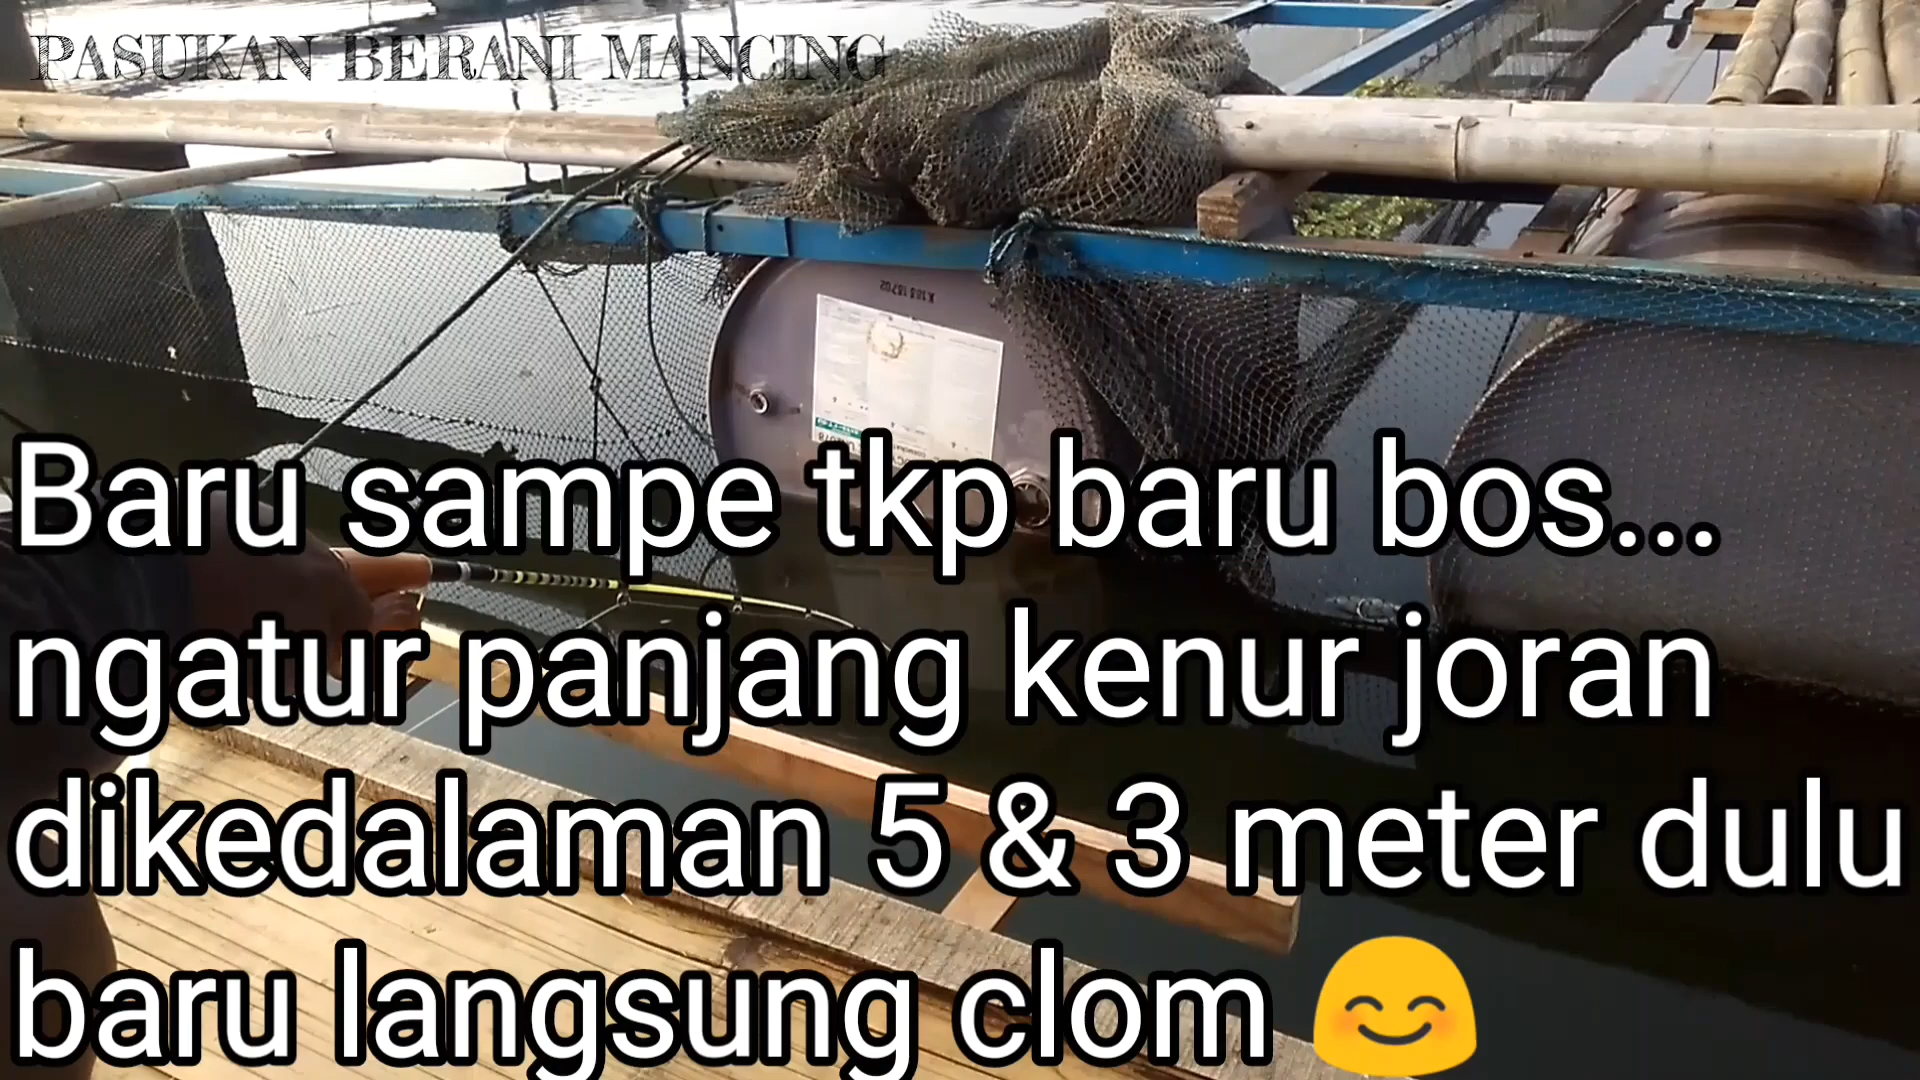 PASUKAN BERANI MANCING
K10318702
Baru sampe tkp baru bos...
ngatur panjang kenur joran
dikedalaman 5 & 3 meter dulu
baru langsung clom 😊